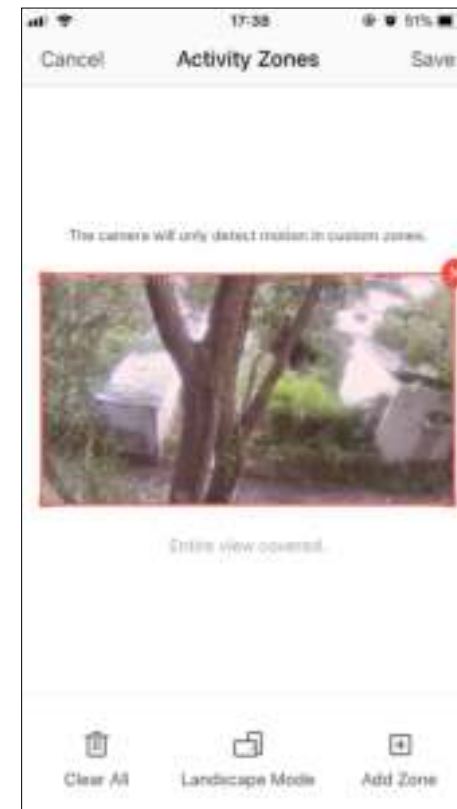 17:38 51%
Cancel Activity Zones Save
The camera will only detect motion in custom zones.
Entire view covered.
Clear All Landscape Mode Add Zone